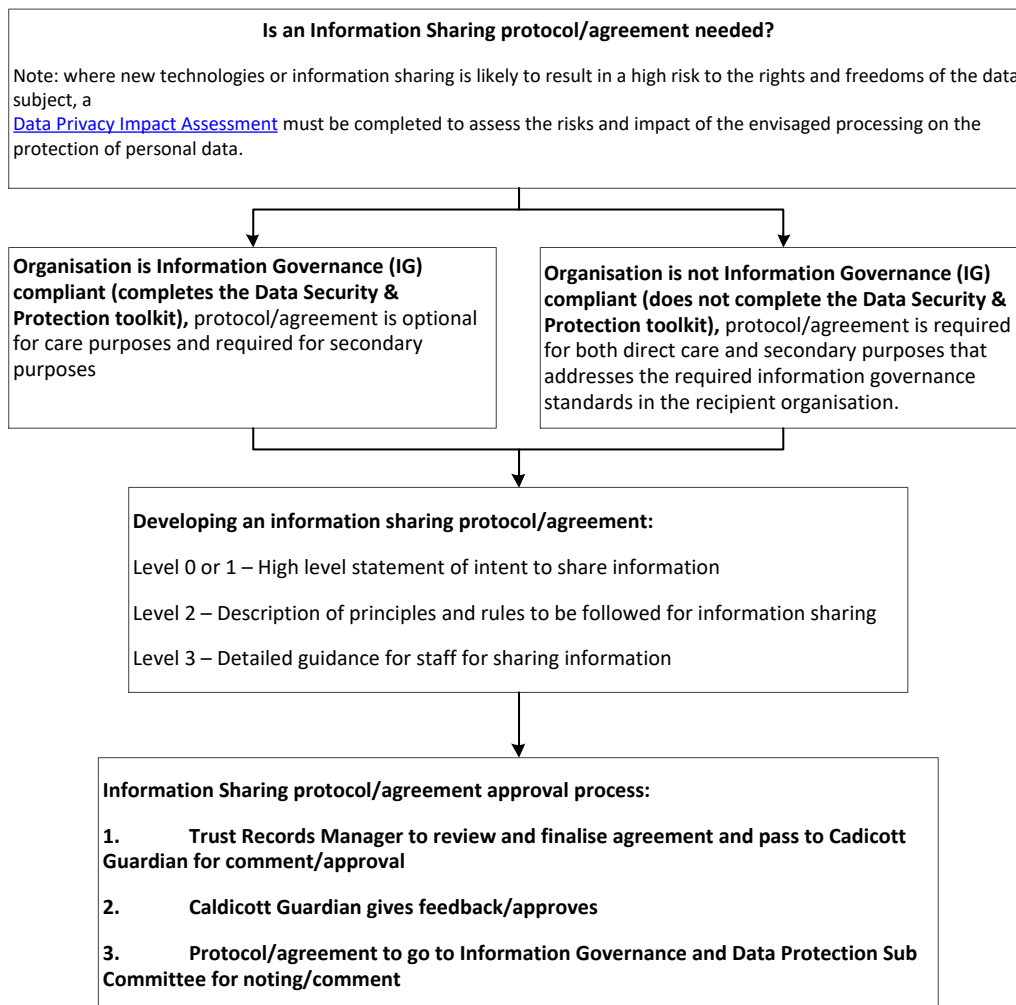 Is an Information Sharing protocol/agreement needed?
Note: where new technologies or information sharing is likely to result in a high risk to the rights and freedoms of the data
subject, a
Data Privacy Impact Assessment must be completed to assess the risks and impact of the envisaged processing on the
protection of personal data.
Organisation is Information Governance (IG)
compliant (completes the Data Security &
Protection toolkit), protocol/agreement is optional
for care purposes and required for secondary
purposes
Organisation is not Information Governance (IG)
compliant (does not complete the Data Security &
Protection toolkit), protocol/agreement is required
for both direct care and secondary purposes that
addresses the required information governance
standards in the recipient organisation.
Developing an information sharing protocol/agreement:
Level 0 or 1 – High level statement of intent to share information
Level 2 – Description of principles and rules to be followed for information sharing
Level 3 – Detailed guidance for staff for sharing information
Information Sharing protocol/agreement approval process:
1. Trust Records Manager to review and finalise agreement and pass to Cadicott
Guardian for comment/approval
2. Caldicott Guardian gives feedback/approves
3. Protocol/agreement to go to Information Governance and Data Protection Sub
Committee for noting/comment